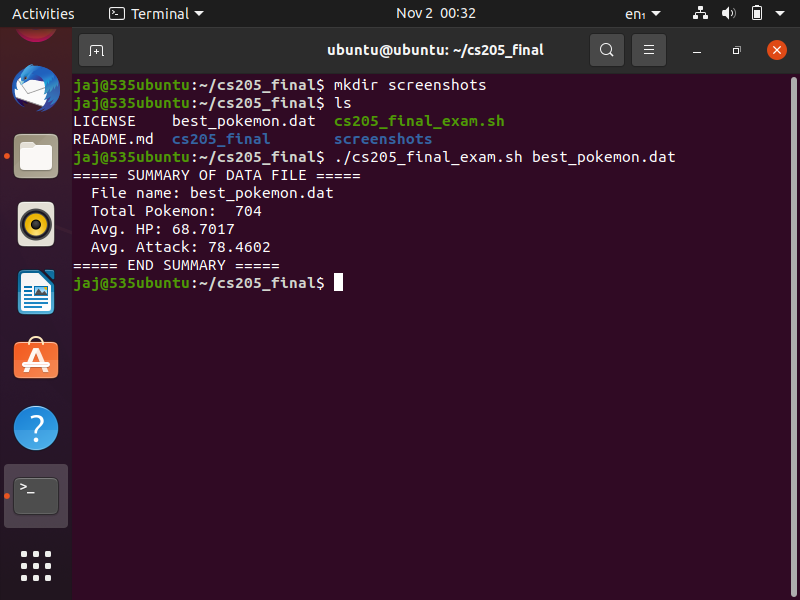 Activities Terminal Nov 2 00:32 en₁
ubuntu@ubuntu: ~/cs205_final
jaj@535ubuntu:~/cs205_final$ mkdir screenshots
jaj@535ubuntu:~/cs205_final$ ls
LICENSE    best_pokemon.dat  cs205_final_exam.sh
README.md  cs205_final       screenshots
jaj@535ubuntu:~/cs205_final$ ./cs205_final_exam.sh best_pokemon.dat
===== SUMMARY OF DATA FILE =====
  File name: best_pokemon.dat
  Total Pokemon:  704
  Avg. HP: 68.7017
  Avg. Attack: 78.4602
===== END SUMMARY =====
jaj@535ubuntu:~/cs205_final$